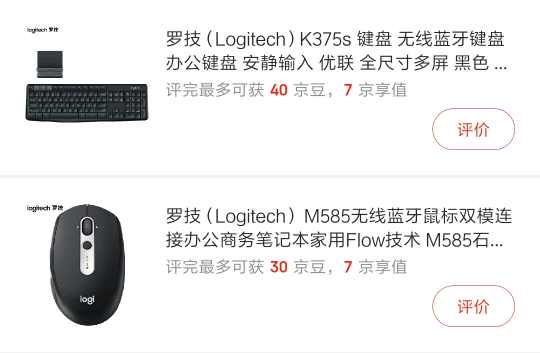 logitech 罗技
罗技（Logitech）K375s 键盘 无线蓝牙键盘
办公键盘 安静输入 优联 全尺寸多屏 黑色 ...
评完最多可获 40 京豆，7 京享值
评价
logitech 罗技
罗技（Logitech） M585无线蓝牙鼠标双模连
接办公商务笔记本家用Flow技术 M585石...
评完最多可获 30 京豆，7 京享值
logi
评价